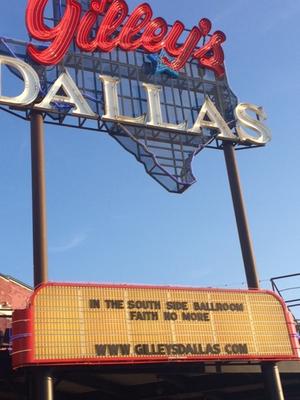 Gilley's
DALLAS
IN THE SOUTH SIDE BALLROOM
FAITH NO MORE
WWW.GILLEYSDALLAS.COM